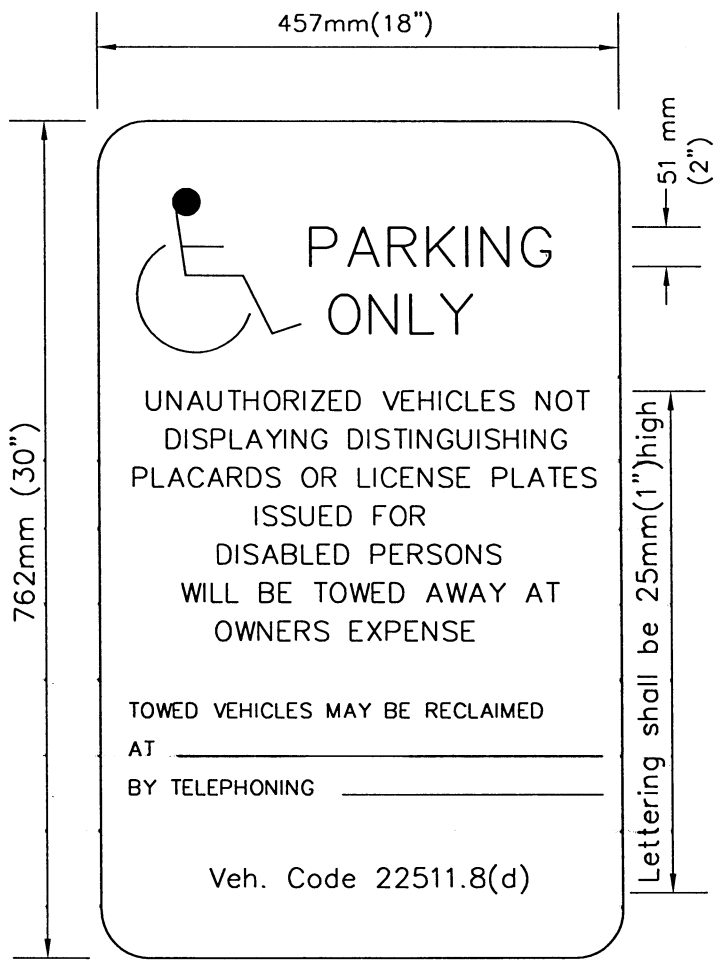 457mm(18")
51 mm
(2")
PARKING
ONLY
762mm (30")
UNAUTHORIZED VEHICLES NOT
DISPLAYING DISTINGUISHING
PLACARDS OR LICENSE PLATES
ISSUED FOR
DISABLED PERSONS
WILL BE TOWED AWAY AT
OWNERS EXPENSE
Lettering shall be 25mm(1")high
TOWED VEHICLES MAY BE RECLAIMED
AT
BY TELEPHONING
Veh. Code 22511.8(d)